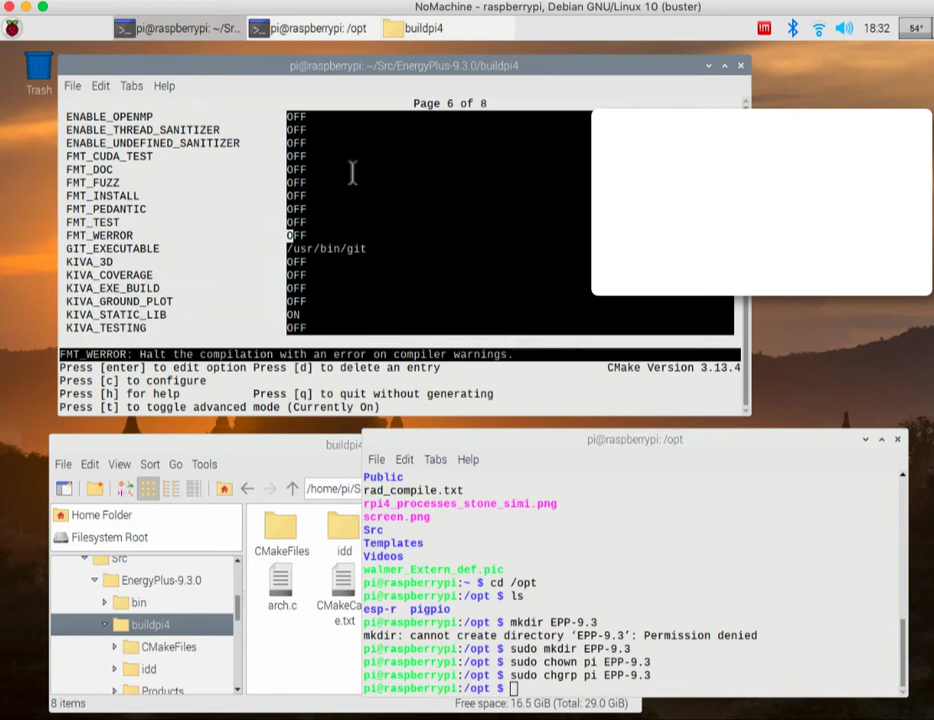 NoMachine - raspberrypi, Debian GNU/Linux 10 (buster)
pi@raspberrypi: ~/Sr...
pi@raspberrypi: /opt
buildpi4
18:32
54°
Trash
pi@raspberrypi: ~/Src/EnergyPlus-9.3.0/buildpi4
File Edit Tabs Help
Page 6 of 8
ENABLE_OPENMP OFF
ENABLE_THREAD_SANITIZER OFF
ENABLE_UNDEFINED_SANITIZER OFF
FMT_CUDA_TEST OFF
FMT_DOC OFF
FMT_FUZZ OFF
FMT_INSTALL OFF
FMT_PEDANTIC OFF
FMT_TEST OFF
FMT_WERROR OFF
GIT_EXECUTABLE /usr/bin/git
KIVA_3D OFF
KIVA_COVERAGE OFF
KIVA_EXE_BUILD OFF
KIVA_GROUND_PLOT OFF
KIVA_STATIC_LIB ON
KIVA_TESTING OFF
FMT_WERROR: Halt the compilation with an error on compiler warnings.
Press [enter] to edit option Press [d] to delete an entry CMake Version 3.13.4
Press [c] to configure
Press [h] for help Press [q] to quit without generating
Press [t] to toggle advanced mode (Currently On)
buildpi4
File Edit View Sort Go Tools
/home/pi/S
Home Folder
Filesystem Root
Src
EnergyPlus-9.3.0
bin
buildpi4
CMakeFiles
idd
Products
CMakeFiles
idd
arch.c
CMakeCa
e.txt
8 items
Free space: 16.5 GiB (Total: 29.0 GiB)
pi@raspberrypi: /opt
File Edit Tabs Help
Public
rad_compile.txt
rpi4_processes_stone_simi.png
screen.png
Src
Templates
Videos
walmer_Extern_def.pic
pi@raspberrypi:~ $ cd /opt
pi@raspberrypi:/opt $ ls
esp-r pigpio
pi@raspberrypi:/opt $ mkdir EPP-9.3
mkdir: cannot create directory ‘EPP-9.3’: Permission denied
pi@raspberrypi:/opt $ sudo mkdir EPP-9.3
pi@raspberrypi:/opt $ sudo chown pi EPP-9.3
pi@raspberrypi:/opt $ sudo chgrp pi EPP-9.3
pi@raspberrypi:/opt $